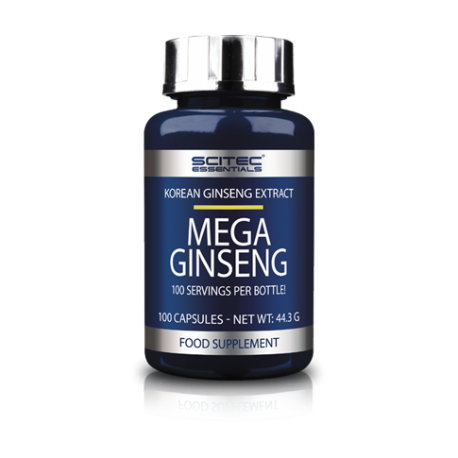 SCITEC
ESSENTIALS
KOREAN GINSENG EXTRACT
MEGA
GINSENG
100 SERVINGS PER BOTTLE!
100 CAPSULES - NET WT: 44.3 G
FOOD SUPPLEMENT